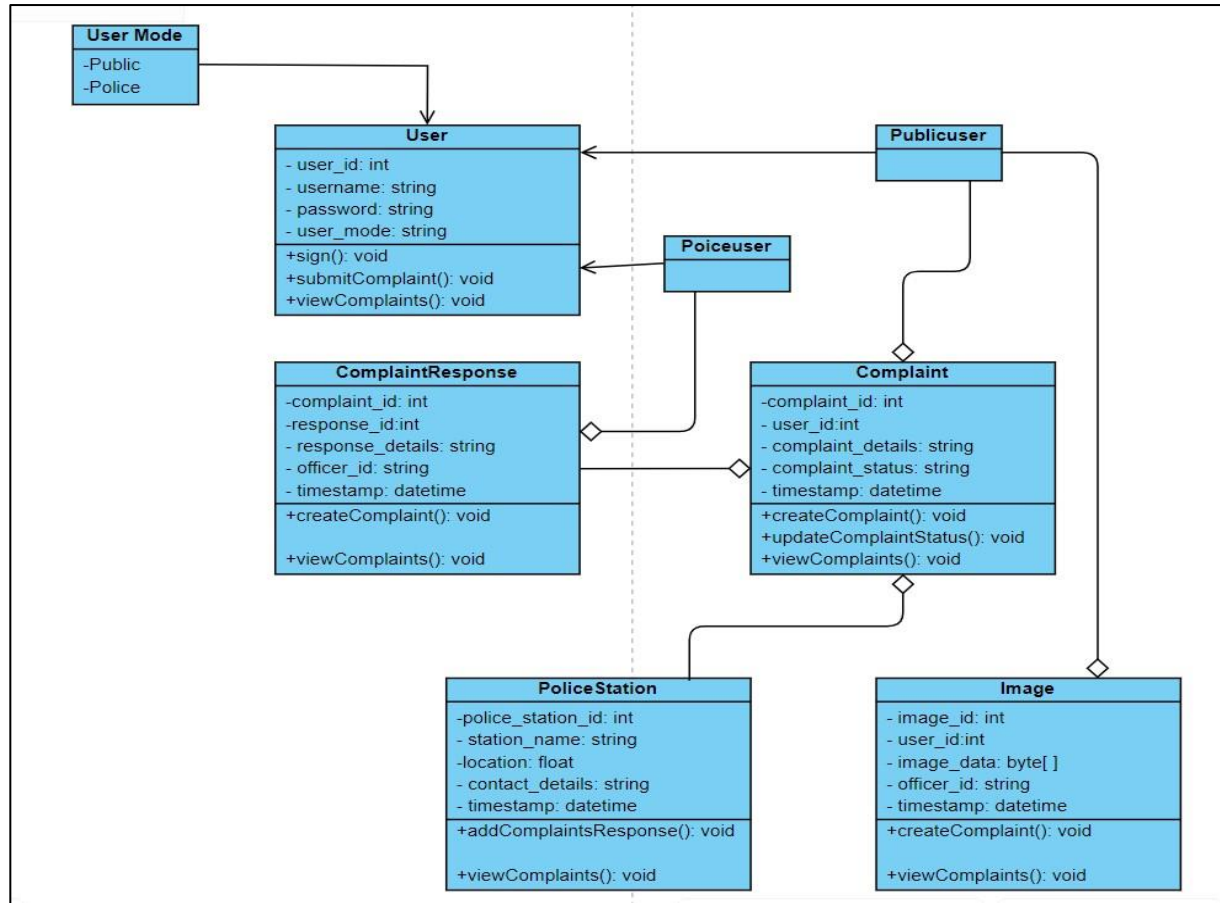 User Mode
-Public
-Police
User
- user_id: int
- username: string
- password: string
- user_mode: string
+sign(): void
+submitComplaint(): void
+viewComplaints(): void
Publicuser
Poiceuser
ComplaintResponse
-complaint_id: int
-response_id:int
- response_details: string
- officer_id: string
- timestamp: datetime
+createComplaint(): void
+viewComplaints(): void
Complaint
-complaint_id: int
- user_id:int
- complaint_details: string
- complaint_status: string
- timestamp: datetime
+createComplaint(): void
+updateComplaintStatus(): void
+viewComplaints(): void
PoliceStation
-police_station_id: int
- station_name: string
-location: float
- contact_details: string
- timestamp: datetime
+addComplaintsResponse(): void
+viewComplaints(): void
Image
- image_id: int
- user_id:int
- image_data: byte[ ]
- officer_id: string
- timestamp: datetime
+createComplaint(): void
+viewComplaints(): void